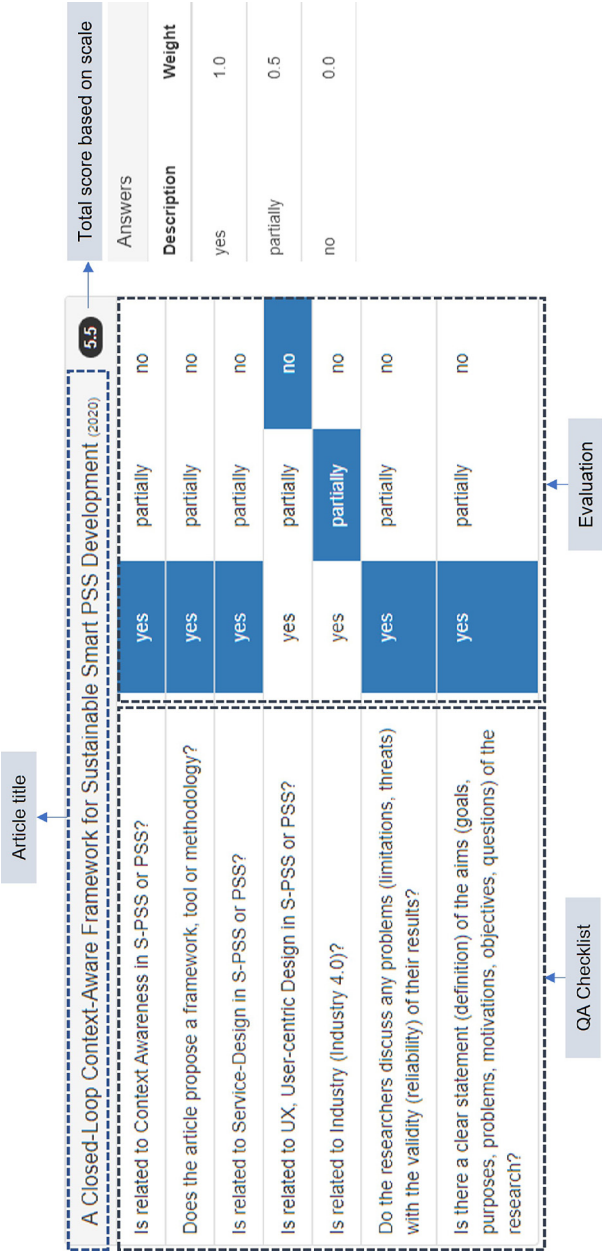 Article title
A Closed-Loop Context-Aware Framework for Sustainable Smart PSS Development (2020)
5.5
Total score based on scale
Is related to Context Awareness in S-PSS or PSS?
yes
partially
no
Does the article propose a framework, tool or methodology?
yes
partially
no
Is related to Service-Design in S-PSS or PSS?
yes
partially
no
Is related to UX, User-centric Design in S-PSS or PSS?
yes
partially
no
Is related to Industry (Industry 4.0)?
yes
partially
no
Do the researchers discuss any problems (limitations, threats)
with the validity (reliability) of their results?
yes
partially
no
Is there a clear statement (definition) of the aims (goals,
purposes, problems, motivations, objectives, questions) of the
research?
yes
partially
no
QA Checklist
Evaluation
Answers
Description Weight
yes 1.0
partially 0.5
no 0.0